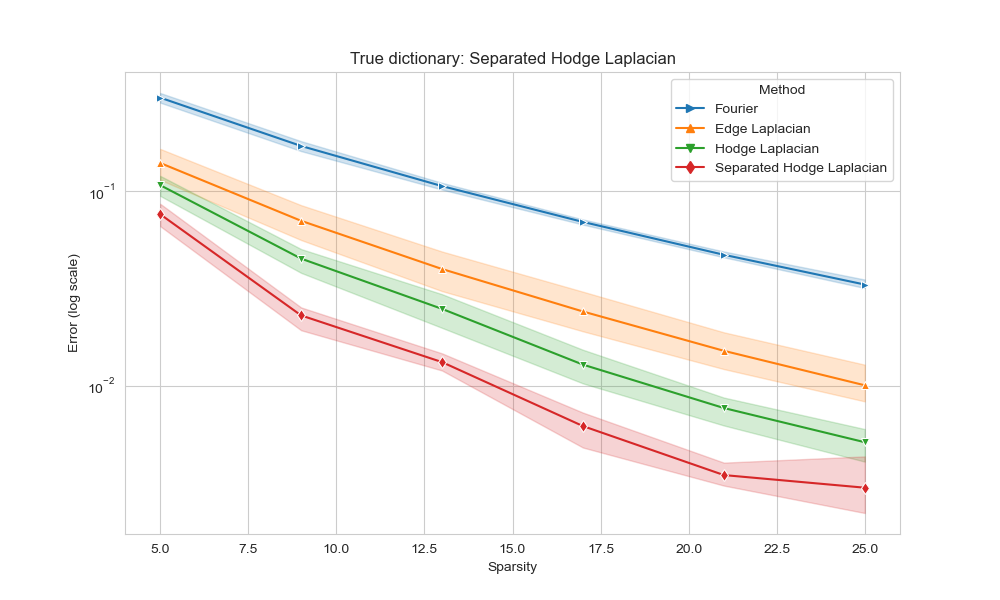 True dictionary: Separated Hodge Laplacian
Method
Fourier
Edge Laplacian
Hodge Laplacian
Separated Hodge Laplacian
Error (log scale)
10⁻¹
10⁻²
5.0 7.5 10.0 12.5 15.0 17.5 20.0 22.5 25.0
Sparsity